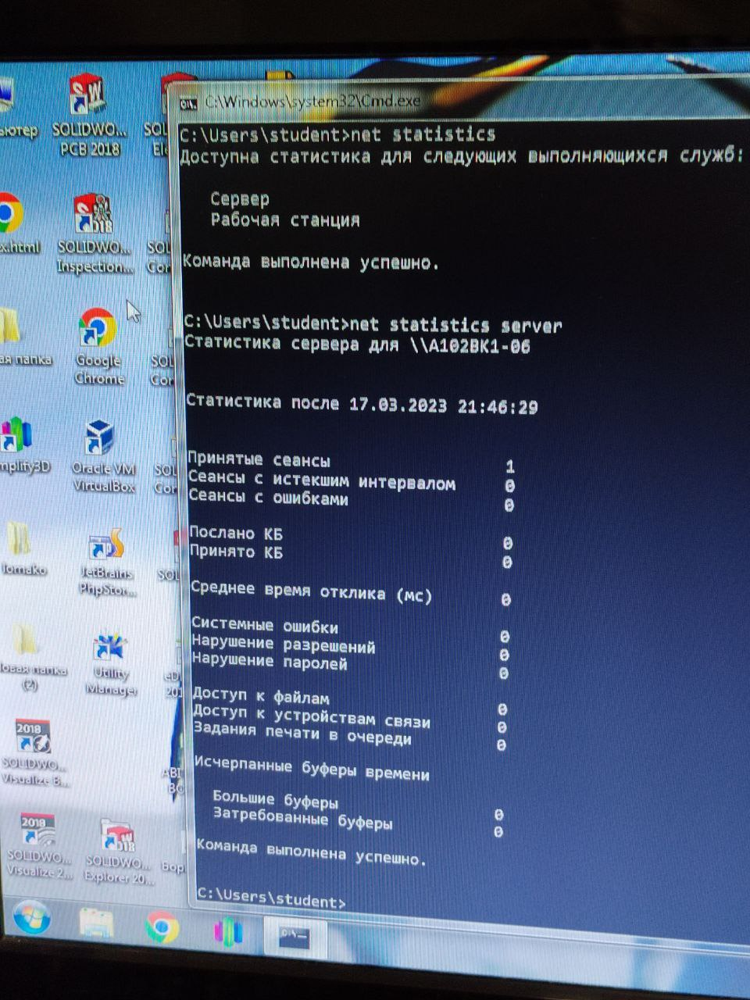 ьютер
SOLIDWO...
PCB 2018
SOL
Ele
x.html
SOLIDWO...
Inspection...
SOL
Cor
ая папка
Google
Chrome
SOL
Cor
mplify3D
Oracle VM
VirtualBox
SOL
Cor
lomako
JetBrains
PhpStor...
SOL
овая папка
(2)
Utility
Manager
eD
201
SOLIDWO...
Visualize B...
2018
SOLIDWO...
Visualize 2...
2018
SOLIDWO...
Explorer 20...
Бор
C:\Windows\system32\Cmd.exe
C:\Users\student>net statistics
Доступна статистика для следующих выполняющихся служб:
Сервер
Рабочая станция
Команда выполнена успешно.
C:\Users\student>net statistics server
Статистика сервера для \\A102BK1-06
Статистика после 17.03.2023 21:46:29
Принятые сеансы 1
Сеансы с истекшим интервалом 0
Сеансы с ошибками 0
Послано КБ 0
Принято КБ 0
Среднее время отклика (мс) 0
Системные ошибки 0
Нарушение разрешений 0
Нарушение паролей 0
Доступ к файлам 0
Доступ к устройствам связи 0
Задания печати в очереди 0
Исчерпанные буферы времени
Большие буферы 0
Затребованные буферы 0
Команда выполнена успешно.
C:\Users\student>